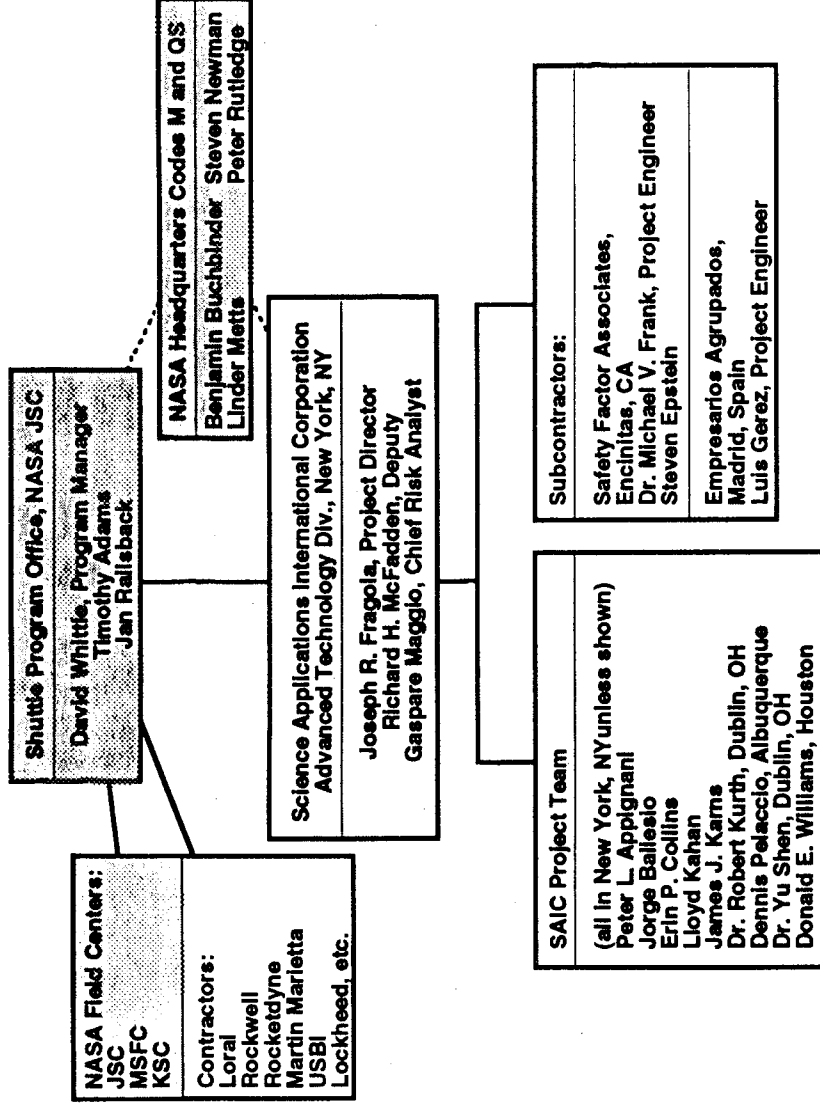 Shuttle Program Office, NASA JSC
David Whittle, Program Manager
Timothy Adams
Jan Railsback
NASA Headquarters Codes M and QS
Benjamin Buchbinder Steven Newman
Linder Metts Peter Rutledge
NASA Field Centers:
JSC
MSFC
KSC
Contractors:
Loral
Rockwell
Rocketdyne
Martin Marietta
USBI
Lockheed, etc.
Science Applications International Corporation
Advanced Technology Div., New York, NY
Joseph R. Fragola, Project Director
Richard H. McFadden, Deputy
Gaspare Maggio, Chief Risk Analyst
SAIC Project Team
(all in New York, NYunless shown)
Peter L. Appignani
Jorge Ballesio
Erin P. Collins
Lloyd Kahan
James J. Karns
Dr. Robert Kurth, Dublin, OH
Dennis Pelaccio, Albuquerque
Dr. Yu Shen, Dublin, OH
Donald E. Williams, Houston
Subcontractors:
Safety Factor Associates,
Encinitas, CA
Dr. Michael V. Frank, Project Engineer
Steven Epstein
Empresarios Agrupados,
Madrid, Spain
Luis Gerez, Project Engineer